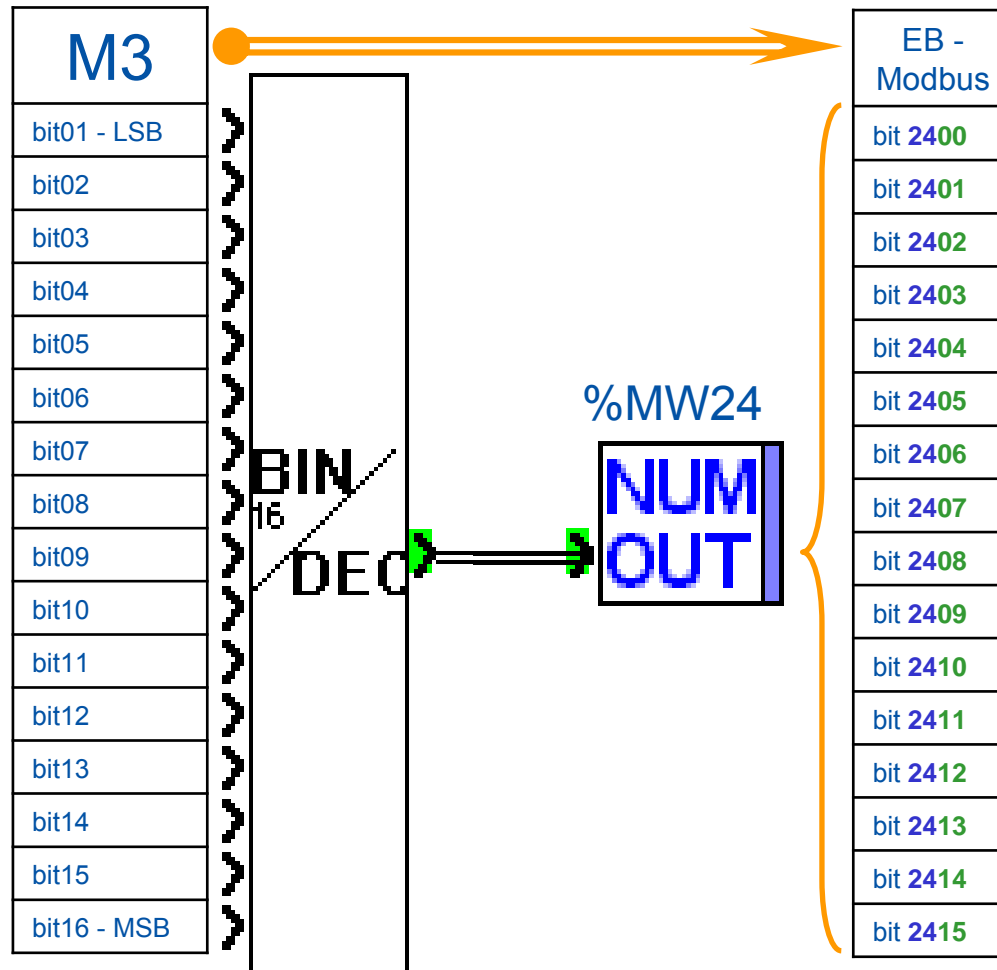 M3
bit01 - LSB
bit02
bit03
bit04
bit05
bit06
bit07
bit08
bit09
bit10
bit11
bit12
bit13
bit14
bit15
bit16 - MSB
BIN
16
DEC
%MW24
NUM
OUT
EB -
Modbus
bit 2400
bit 2401
bit 2402
bit 2403
bit 2404
bit 2405
bit 2406
bit 2407
bit 2408
bit 2409
bit 2410
bit 2411
bit 2412
bit 2413
bit 2414
bit 2415